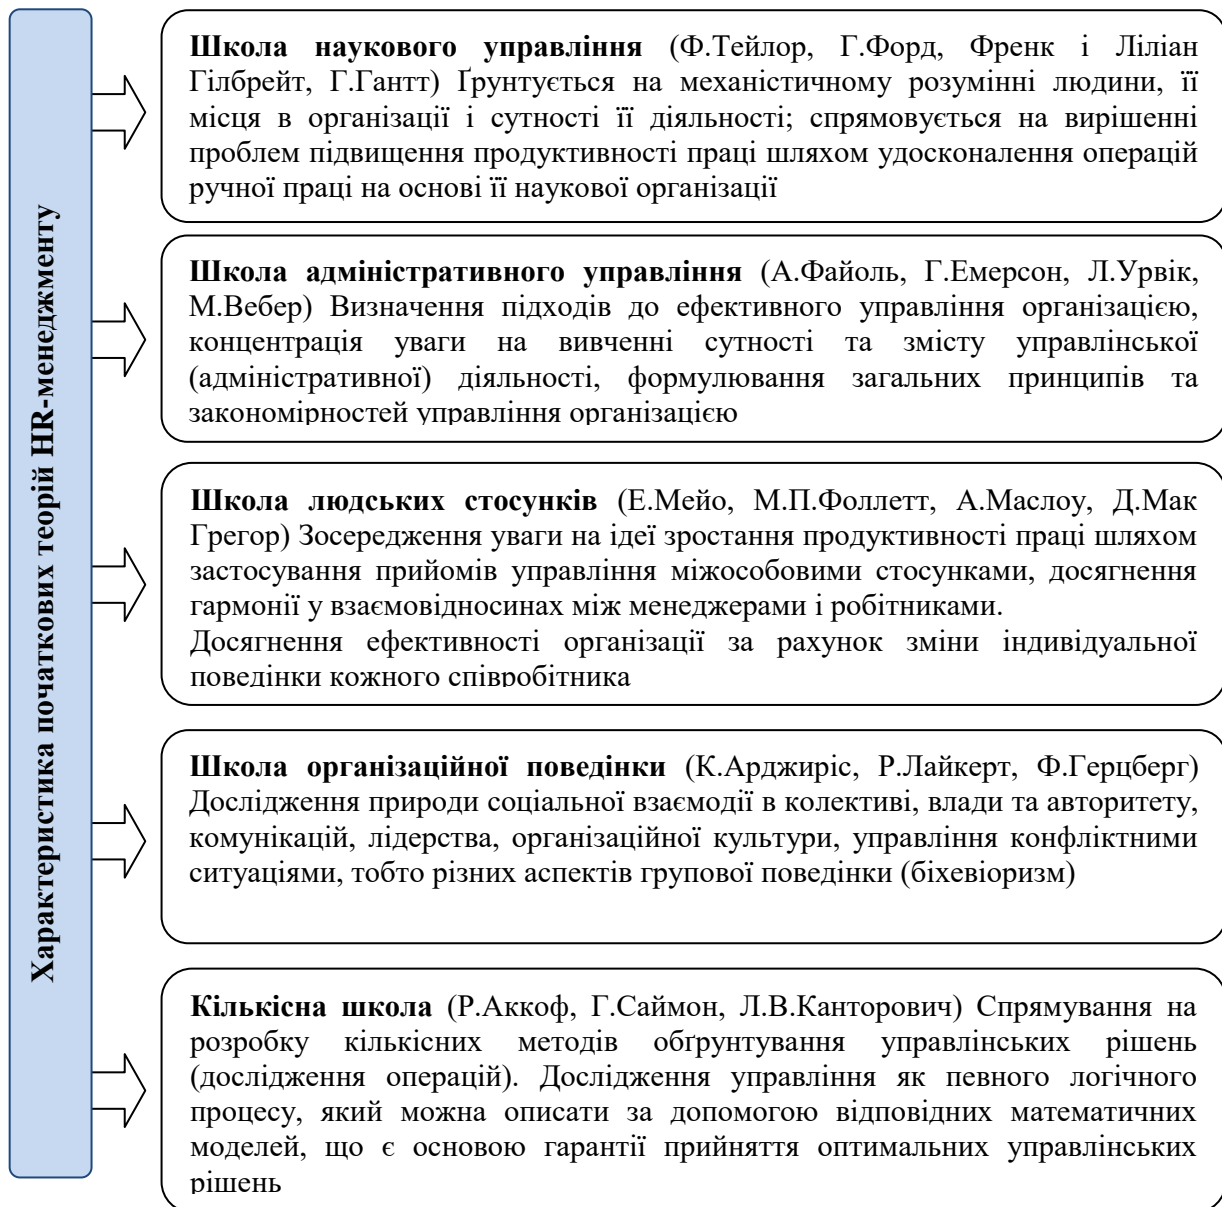 Характеристика початкових теорій HR-менеджменту
Школа наукового управління (Ф.Тейлор, Г.Форд, Френк і Ліліан
Гілбрейт, Г.Гантт) Ґрунтується на механістичному розумінні людини, її
місця в організації і сутності її діяльності; спрямовується на вирішенні
проблем підвищення продуктивності праці шляхом удосконалення операцій
ручної праці на основі її наукової організації
Школа адміністративного управління (А.Файоль, Г.Емерсон, Л.Урвік,
М.Вебер) Визначення підходів до ефективного управління організацією,
концентрація уваги на вивченні сутності та змісту управлінської
(адміністративної) діяльності, формулювання загальних принципів та
закономірностей управління організацією
Школа людських стосунків (Е.Мейо, М.П.Фоллетт, А.Маслоу, Д.Мак
Грегор) Зосередження уваги на ідеї зростання продуктивності праці шляхом
застосування прийомів управління міжособовими стосунками, досягнення
гармонії у взаємовідносинах між менеджерами і робітниками.
Досягнення ефективності організації за рахунок зміни індивідуальної
поведінки кожного співробітника
Школа організаційної поведінки (К.Арджиріс, Р.Лайкерт, Ф.Герцберг)
Дослідження природи соціальної взаємодії в колективі, влади та авторитету,
комунікацій, лідерства, організаційної культури, управління конфліктними
ситуаціями, тобто різних аспектів групової поведінки (біхевіоризм)
Кількісна школа (Р.Аккоф, Г.Саймон, Л.В.Канторович) Спрямування на
розробку кількісних методів обґрунтування управлінських рішень
(дослідження операцій). Дослідження управління як певного логічного
процесу, який можна описати за допомогою відповідних математичних
моделей, що є основою гарантії прийняття оптимальних управлінських
рішень